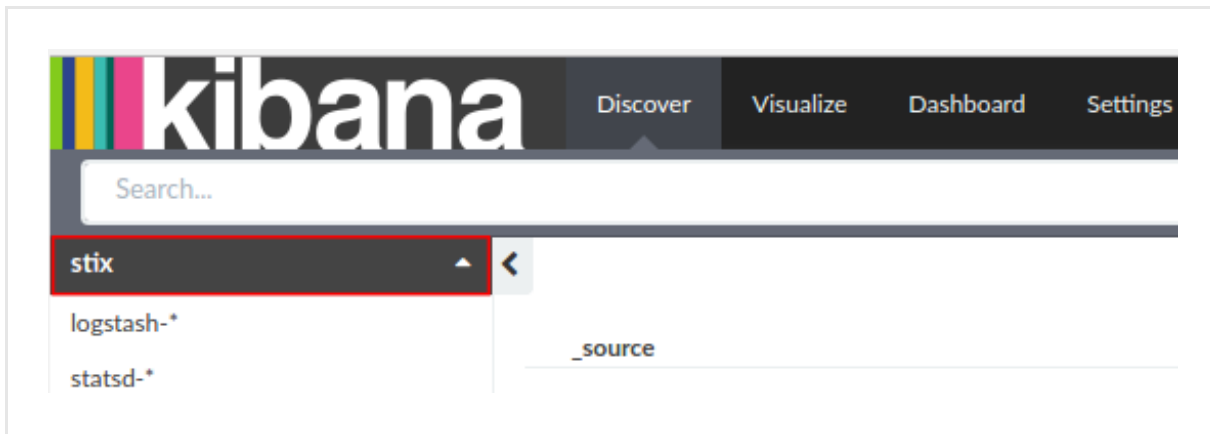 kibana Discover Visualize Dashboard Settings
Search...
stix
logstash-*
_source
statsd-*